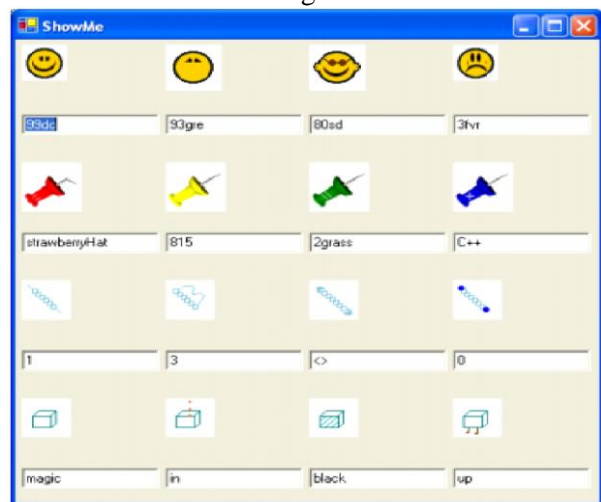 ShowMe
99dc 93gre 80sd 3fvr
strawberryHat 815 2grass C++
1 3 <> 0
magic in black up